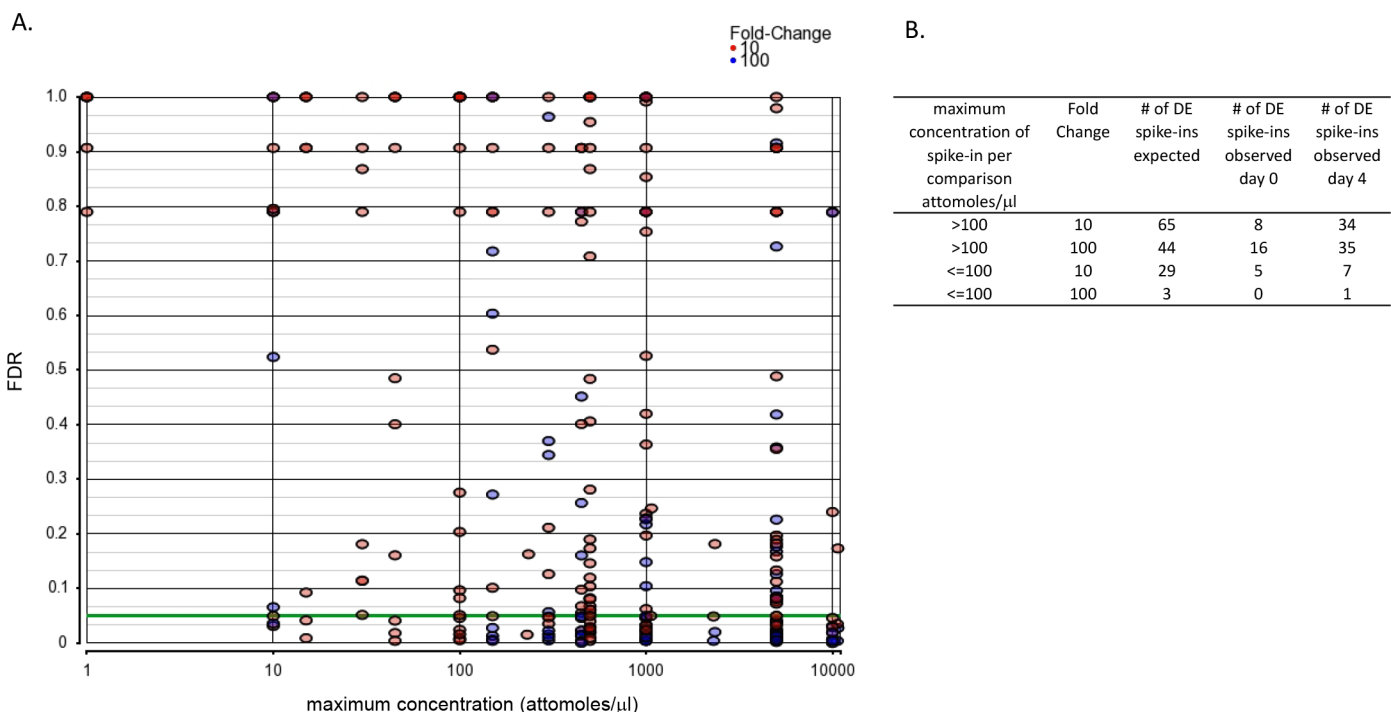 A.
Fold-Change
10
100
1.0
0.9
0.8
0.7
0.6
0.5
0.4
0.3
0.2
0.1
0
FDR
1 10 100 1000 10000
maximum concentration (attomoles/µl)
B.
maximum Fold # of DE # of DE # of DE
concentration of Change spike-ins spike-ins spike-ins
spike-in per expected observed observed
comparison day 0 day 4
attomoles/µl
>100 10 65 8 34
>100 100 44 16 35
<=100 10 29 5 7
<=100 100 3 0 1